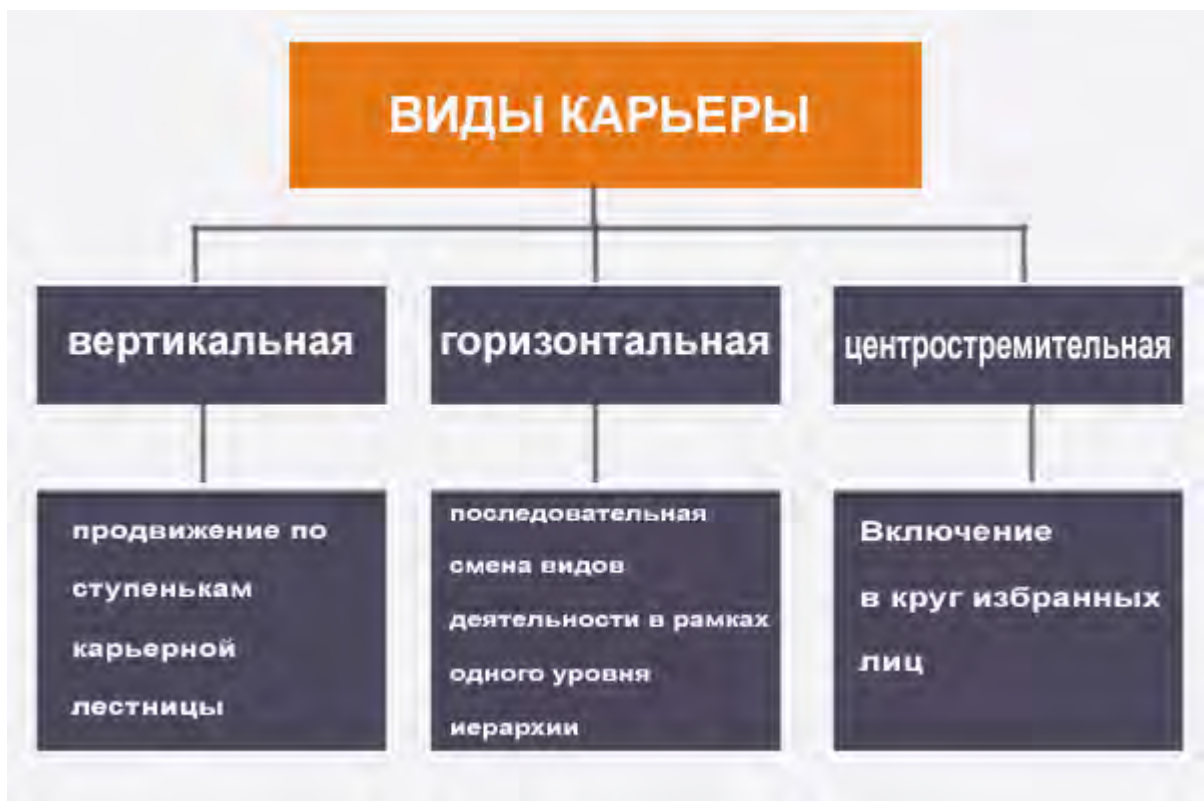 ВИДЫ КАРЬЕРЫ
вертикальная
горизонтальная
центростремительная
продвижение по
ступенькам
карьерной
лестницы
последовательная
смена видов
деятельности в рамках
одного уровня
иерархии
Включение
в круг избранных
лиц